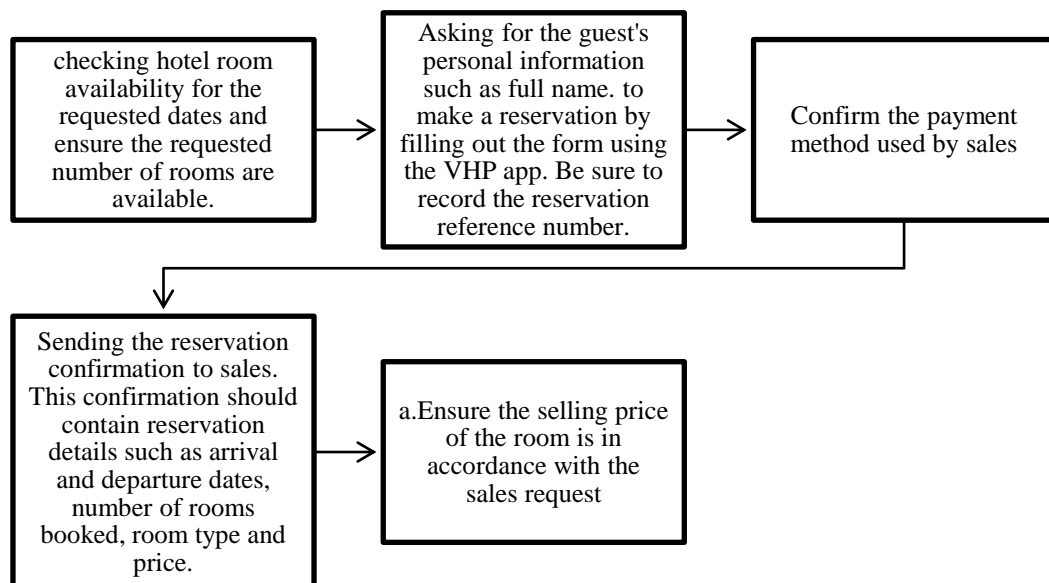 checking hotel room
availability for the
requested dates and
ensure the requested
number of rooms are
available.
Asking for the guest's
personal information
such as full name. to
make a reservation by
filling out the form using
the VHP app. Be sure to
record the reservation
reference number.
Confirm the payment
method used by sales
Sending the reservation
confirmation to sales.
This confirmation should
contain reservation
details such as arrival
and departure dates,
number of rooms
booked, room type and
price.
a.Ensure the selling price
of the room is in
accordance with the
sales request